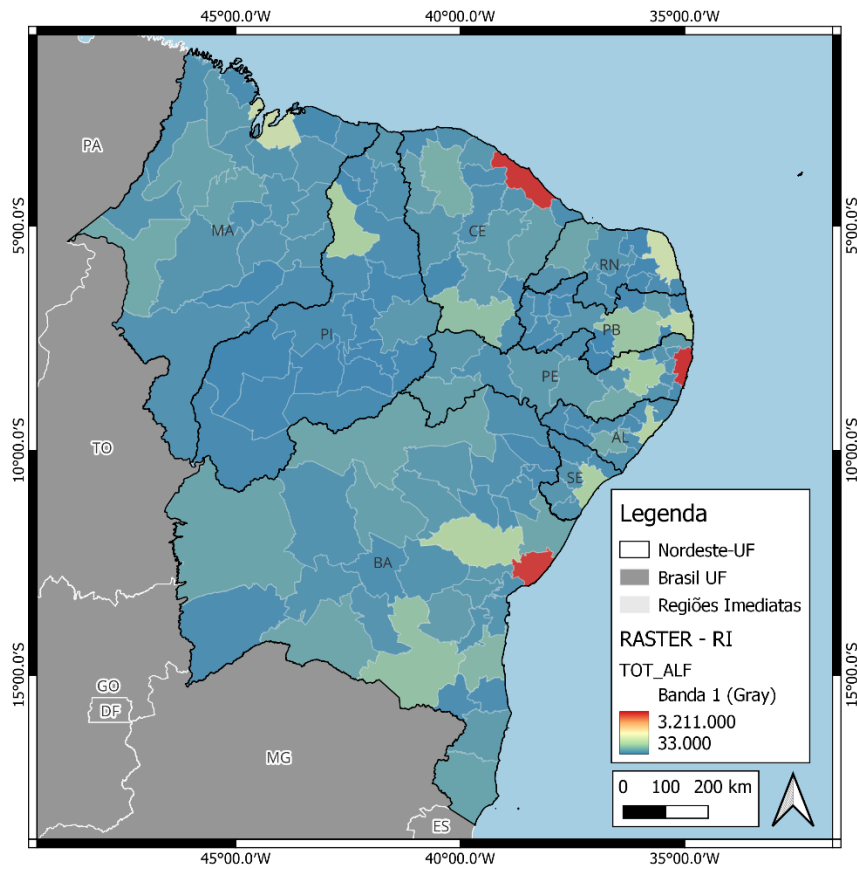 45°00.0'W 40°00.0'W 35°00.0'W
PA
MA
CE
5°00.0'S 5°00.0'S
RN
PI
PB
PE
TO
AL
10°00.0'S 10°00.0'S
SE
BA
GO
DF
MG
ES
15°00.0'S 15°00.0'S
Legenda
Nordeste-UF
Brasil UF
Regiões Imediatas
RASTER - RI
TOT_ALF
Banda 1 (Gray)
3.211.000
33.000
0 100 200 km
45°00.0'W 40°00.0'W 35°00.0'W